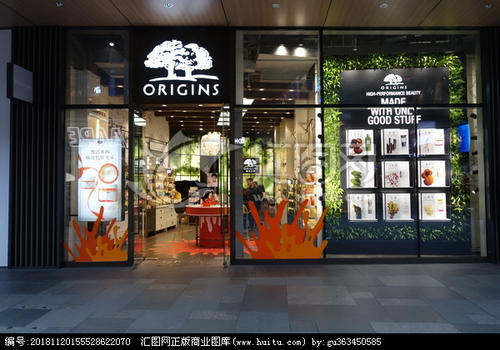 ORIGINS
ORIGINS
HIGH-PERFORMANCE BEAUTY
MADE
WITH ONLY
GOOD STUFF
编号:20181120155528622070 汇图网正版商业图库(www.huitu.com) by:gu363450585